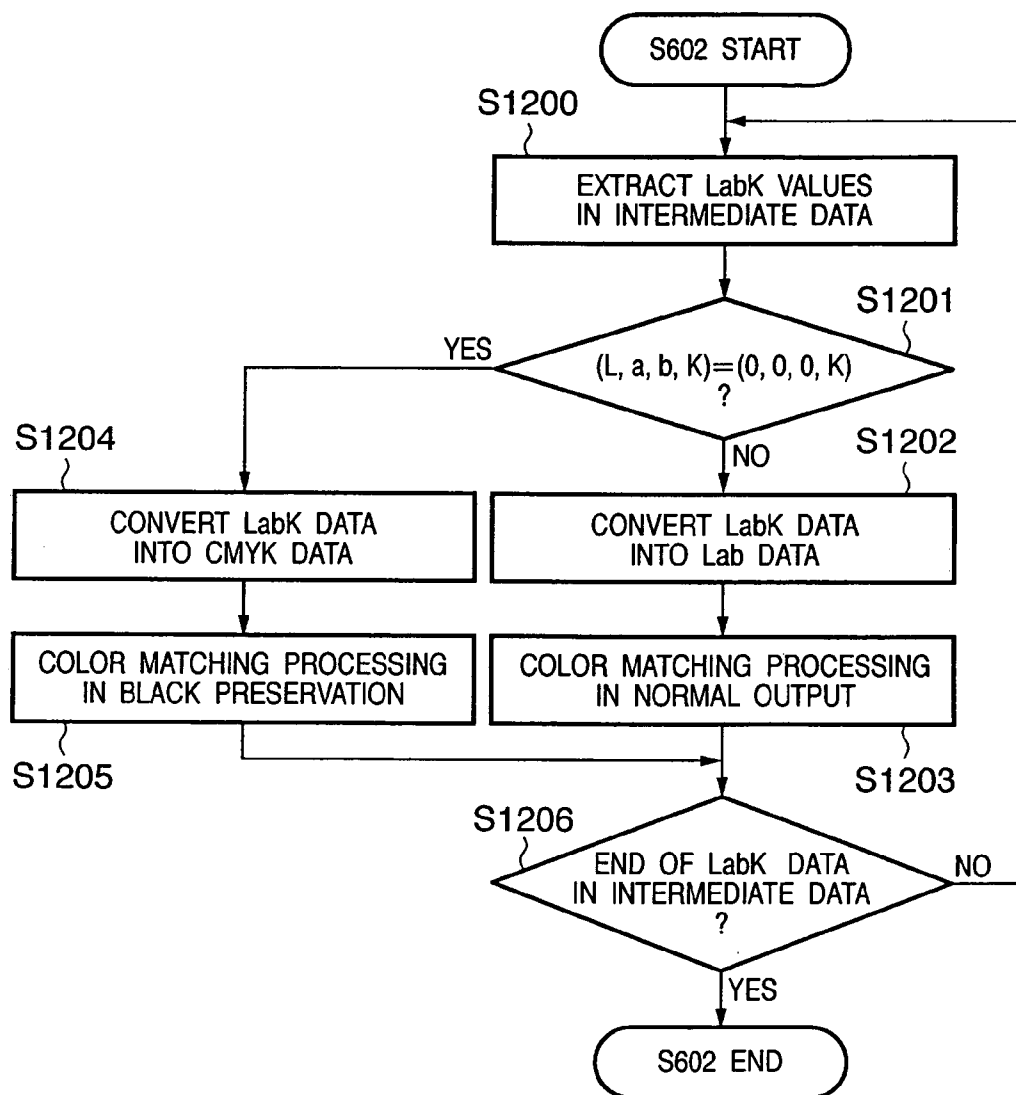 S602 START
S1200
EXTRACT LabK VALUES
IN INTERMEDIATE DATA
S1201
(L, a, b, K)=(0, 0, 0, K)
?
YES
NO
S1204
CONVERT LabK DATA
INTO CMYK DATA
S1202
CONVERT LabK DATA
INTO Lab DATA
COLOR MATCHING PROCESSING
IN BLACK PRESERVATION
S1205
COLOR MATCHING PROCESSING
IN NORMAL OUTPUT
S1203
S1206
END OF LabK DATA
IN INTERMEDIATE DATA
?
NO
YES
S602 END